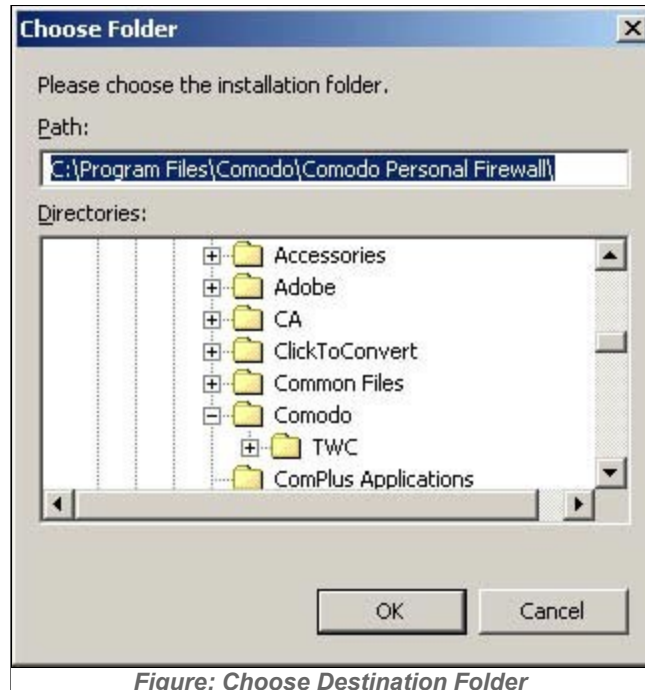 Choose Folder
Please choose the installation folder.
Path:
C:\Program Files\Comodo\Comodo Personal Firewall\
Directories:
Accessories
Adobe
CA
ClickToConvert
Common Files
Comodo
TWC
ComPlus Applications
OK Cancel
Figure: Choose Destination Folder